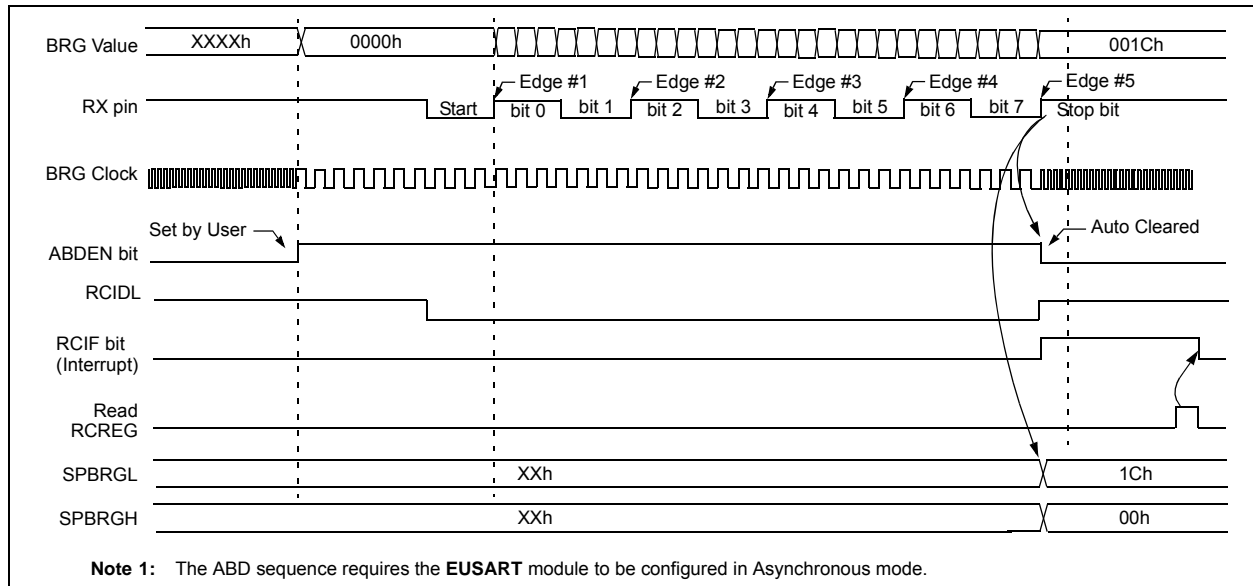 BRG Value XXXXh 0000h 001Ch
Edge #1 Edge #2 Edge #3 Edge #4 Edge #5
RX pin Start bit 0 bit 1 bit 2 bit 3 bit 4 bit 5 bit 6 bit 7 Stop bit
BRG Clock
Set by User Auto Cleared
ABDEN bit
RCIDL
RCIF bit
(Interrupt)
Read
RCREG
SPBRGL XXh 1Ch
SPBRGH XXh 00h
Note 1: The ABD sequence requires the EUSART module to be configured in Asynchronous mode.